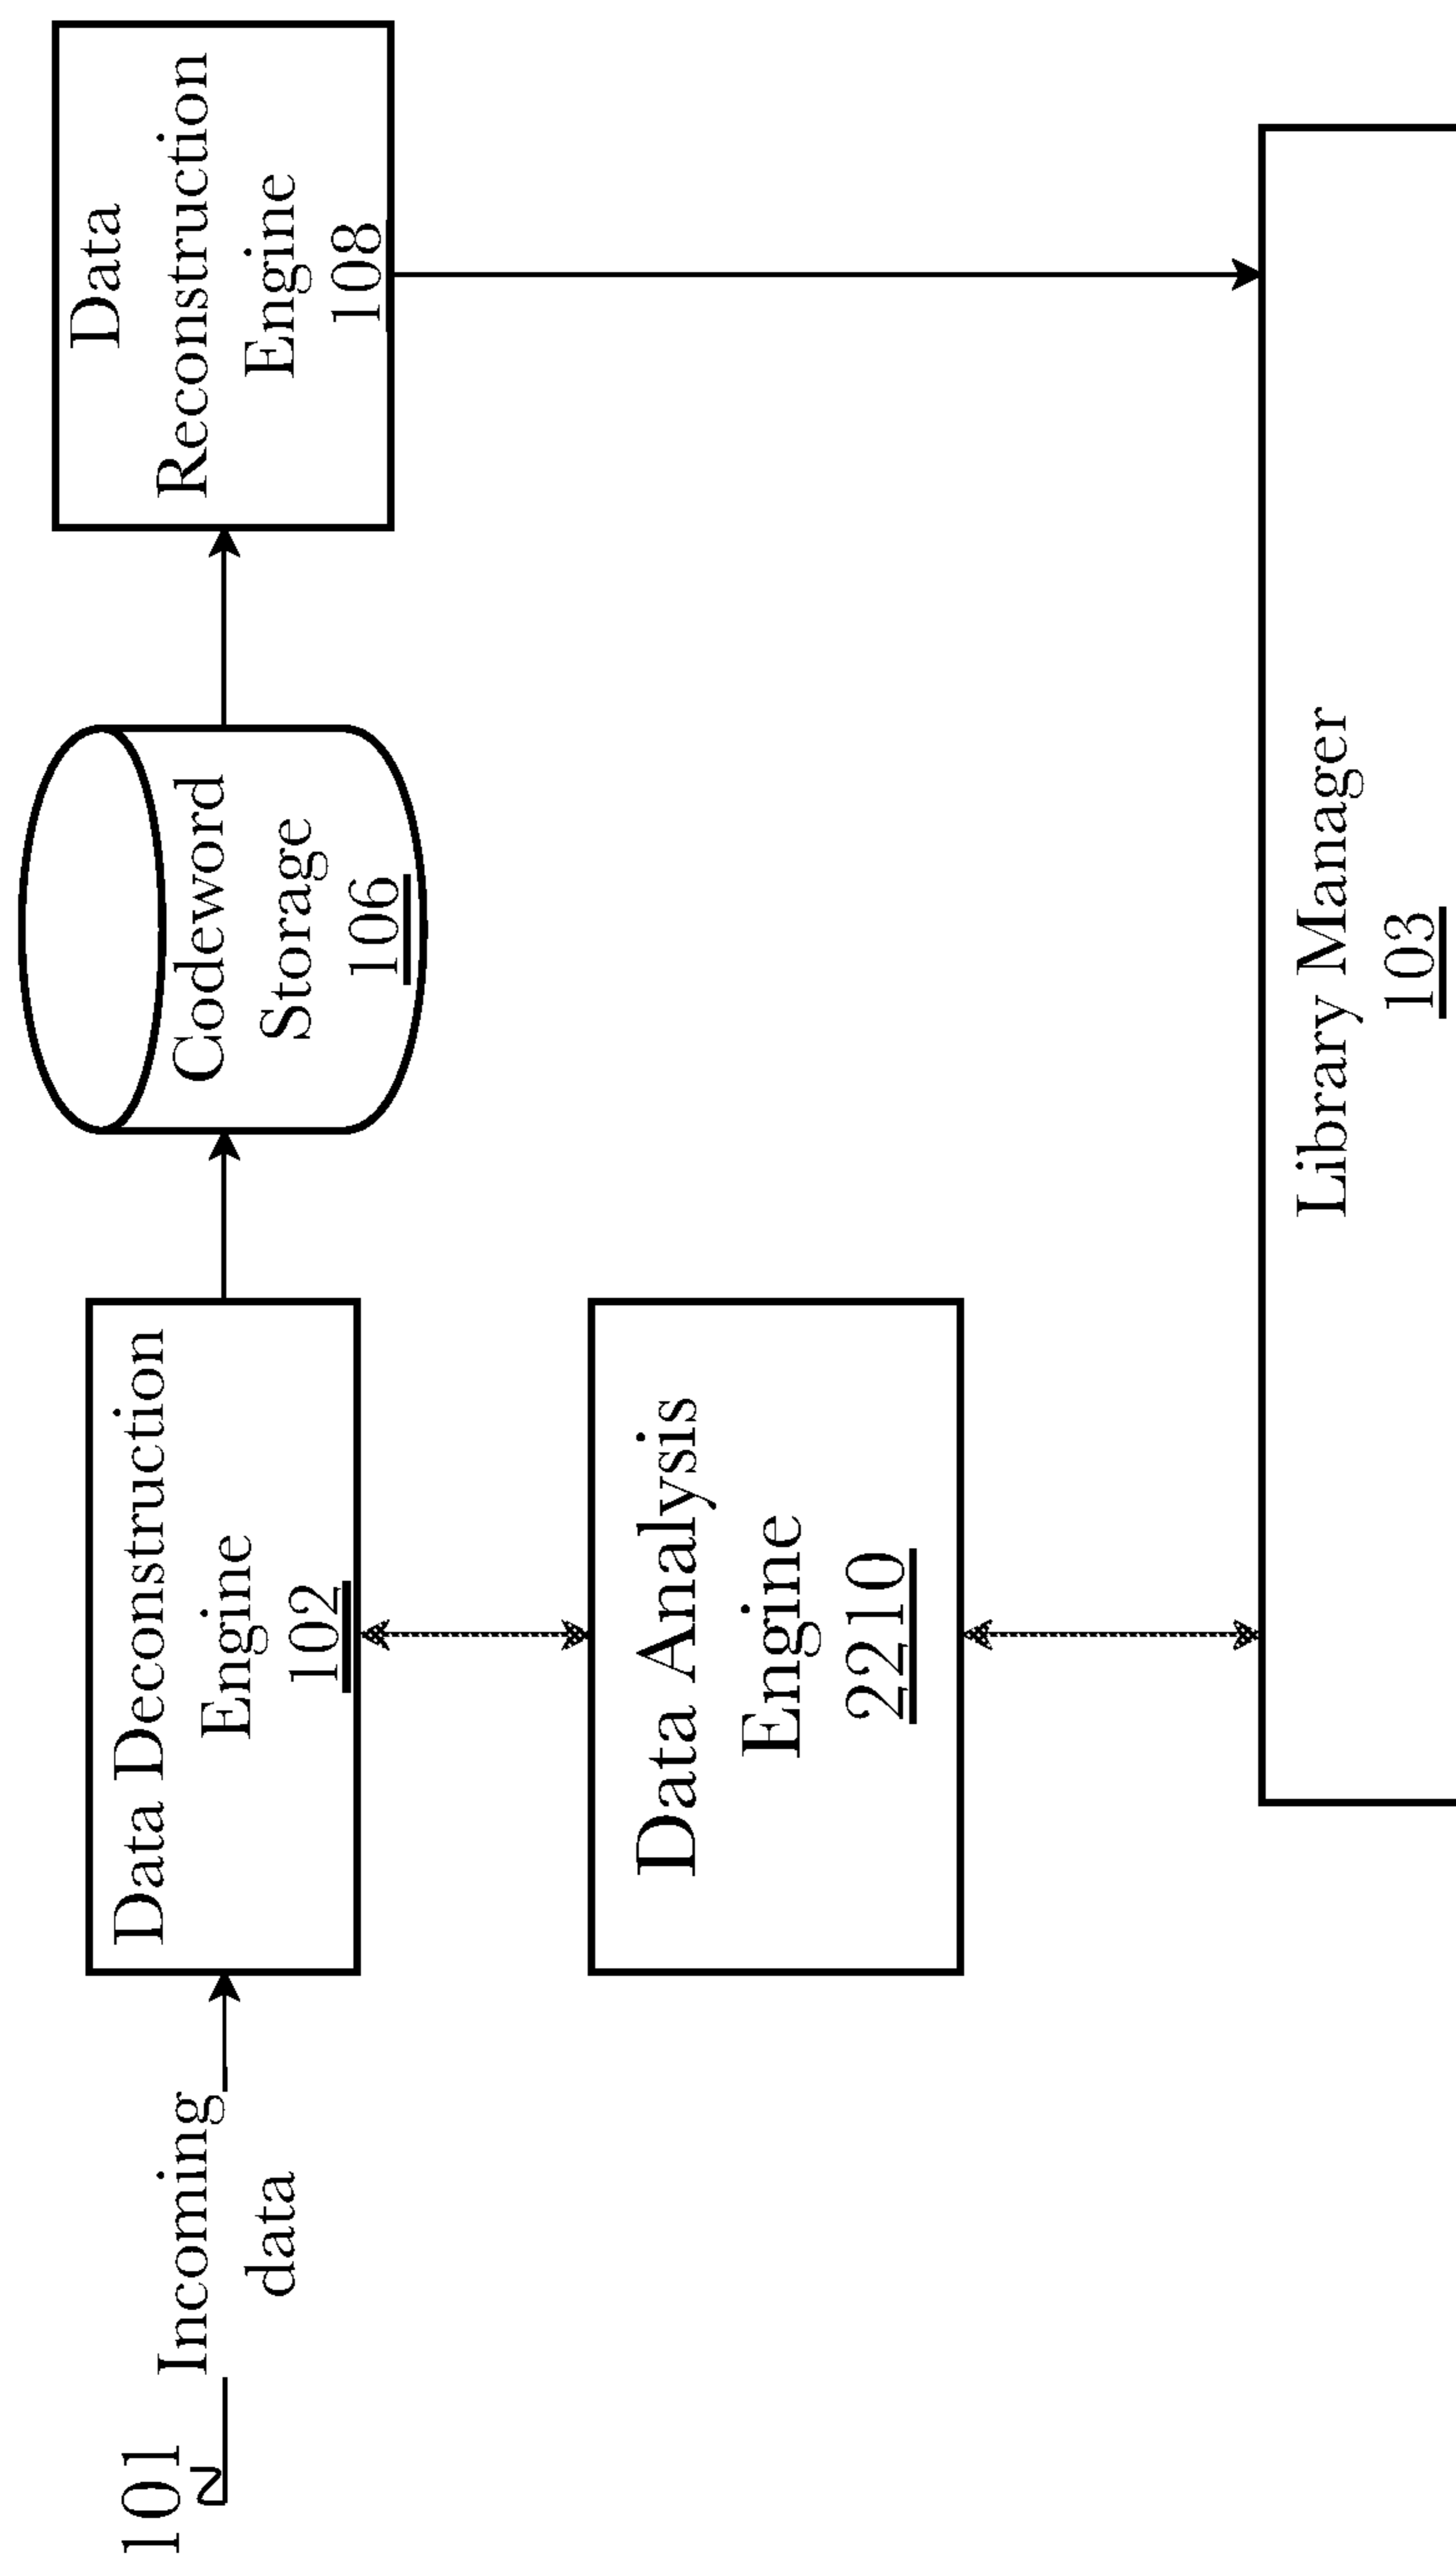 101
Incoming
data
Data Deconstruction
Engine
102
Codeword
Storage
106
Data
Reconstruction
Engine
108
Data Analysis
Engine
2210
Library Manager
103